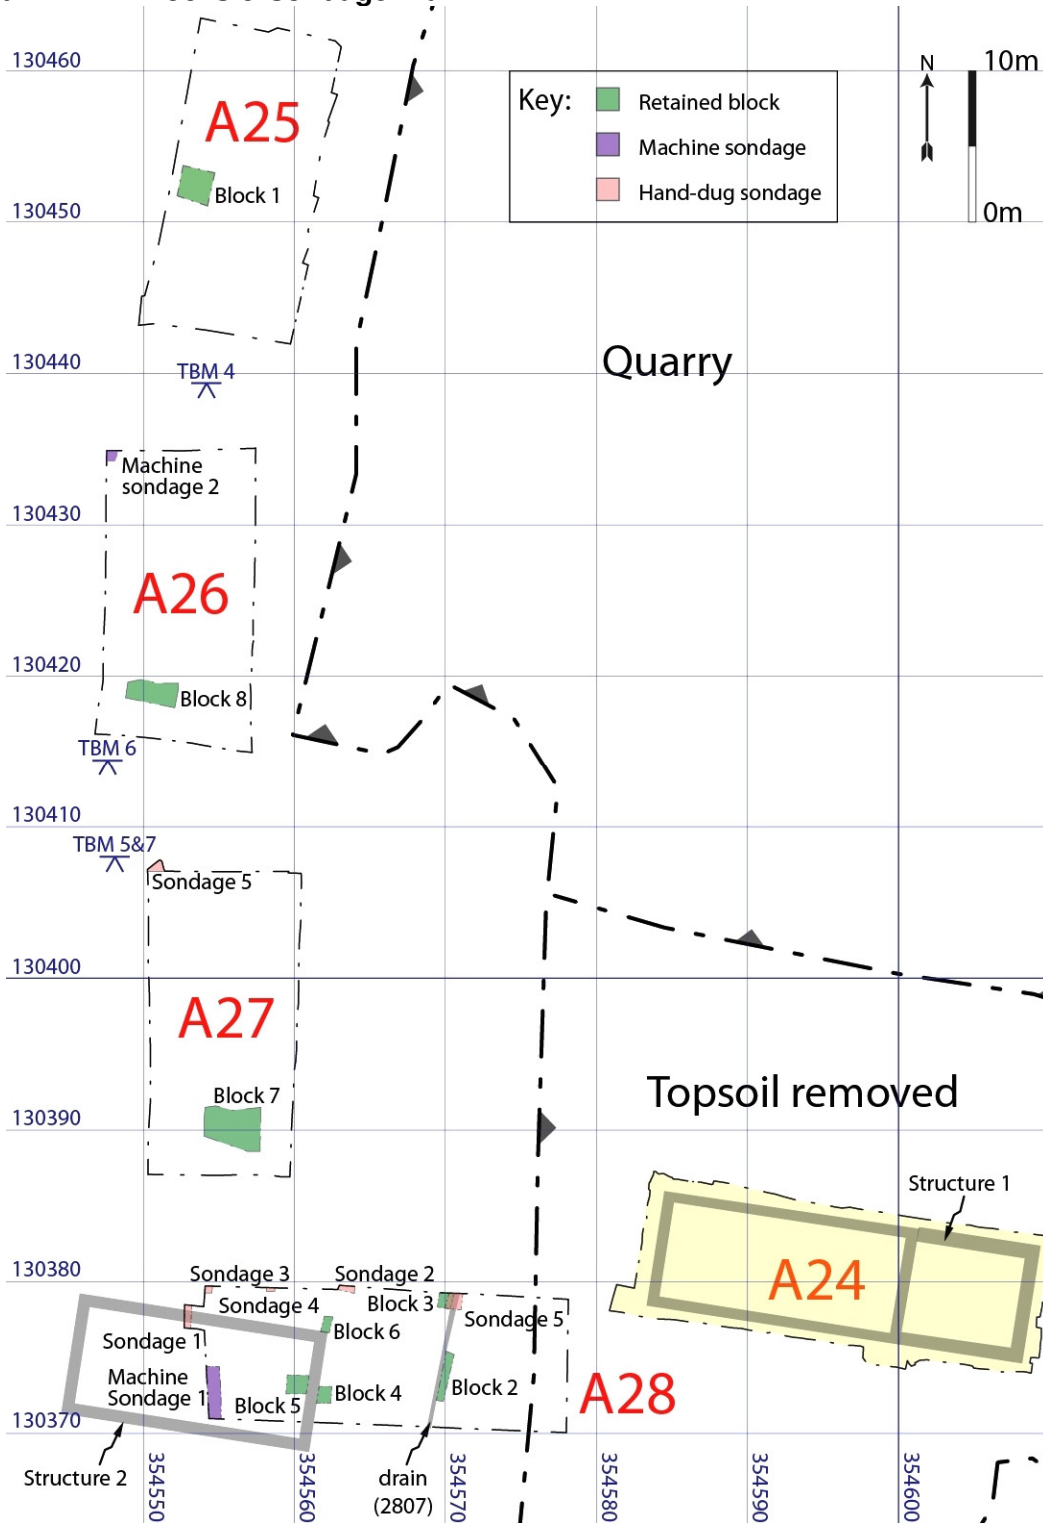 130460
A25
Block 1
130450
Key:
Retained block
Machine sondage
Hand-dug sondage
N
10m
0m
130440
TBM 4
Quarry
Machine
sondage 2
130430
A26
130420
Block 8
TBM 6
130410
TBM 5&7
Sondage 5
130400
A27
Block 7
130390
Topsoil removed
Structure 1
A24
130380
Sondage 3
Sondage 2
Sondage 4
Block 3
Sondage 5
Sondage 1
Block 6
Machine
Sondage 1
Block 5
Block 4
Block 2
A28
130370
Structure 2
drain
(2807)
354550
354560
354570
354580
354590
354600